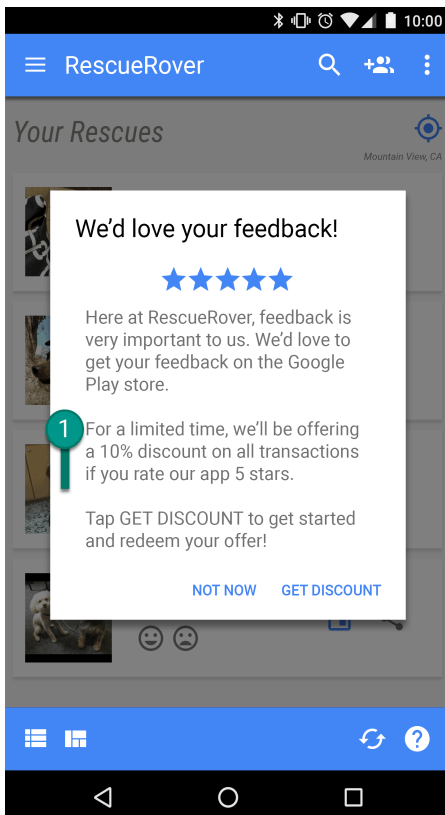 10:00
RescueRover
Your Rescues
Mountain View, CA
We'd love your feedback!
Here at RescueRover, feedback is
very important to us. We'd love to
get your feedback on the Google
Play store.
1
For a limited time, we'll be offering
a 10% discount on all transactions
if you rate our app 5 stars.
Tap GET DISCOUNT to get started
and redeem your offer!
NOT NOW GET DISCOUNT
?